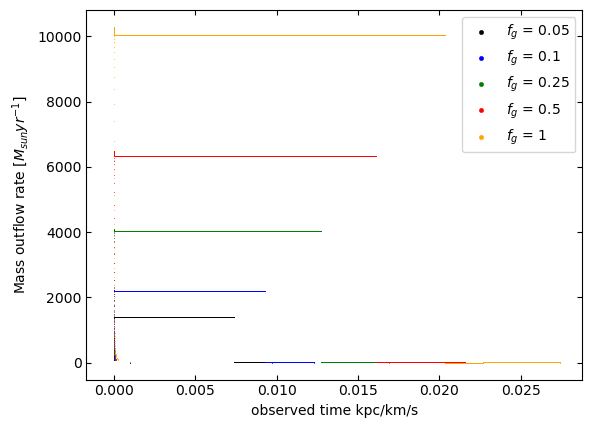 10000
8000
6000
4000
2000
0
Mass outflow rate [M_sun yr^−1]
f_g = 0.05
f_g = 0.1
f_g = 0.25
f_g = 0.5
f_g = 1
0.000 0.005 0.010 0.015 0.020 0.025
observed time kpc/km/s